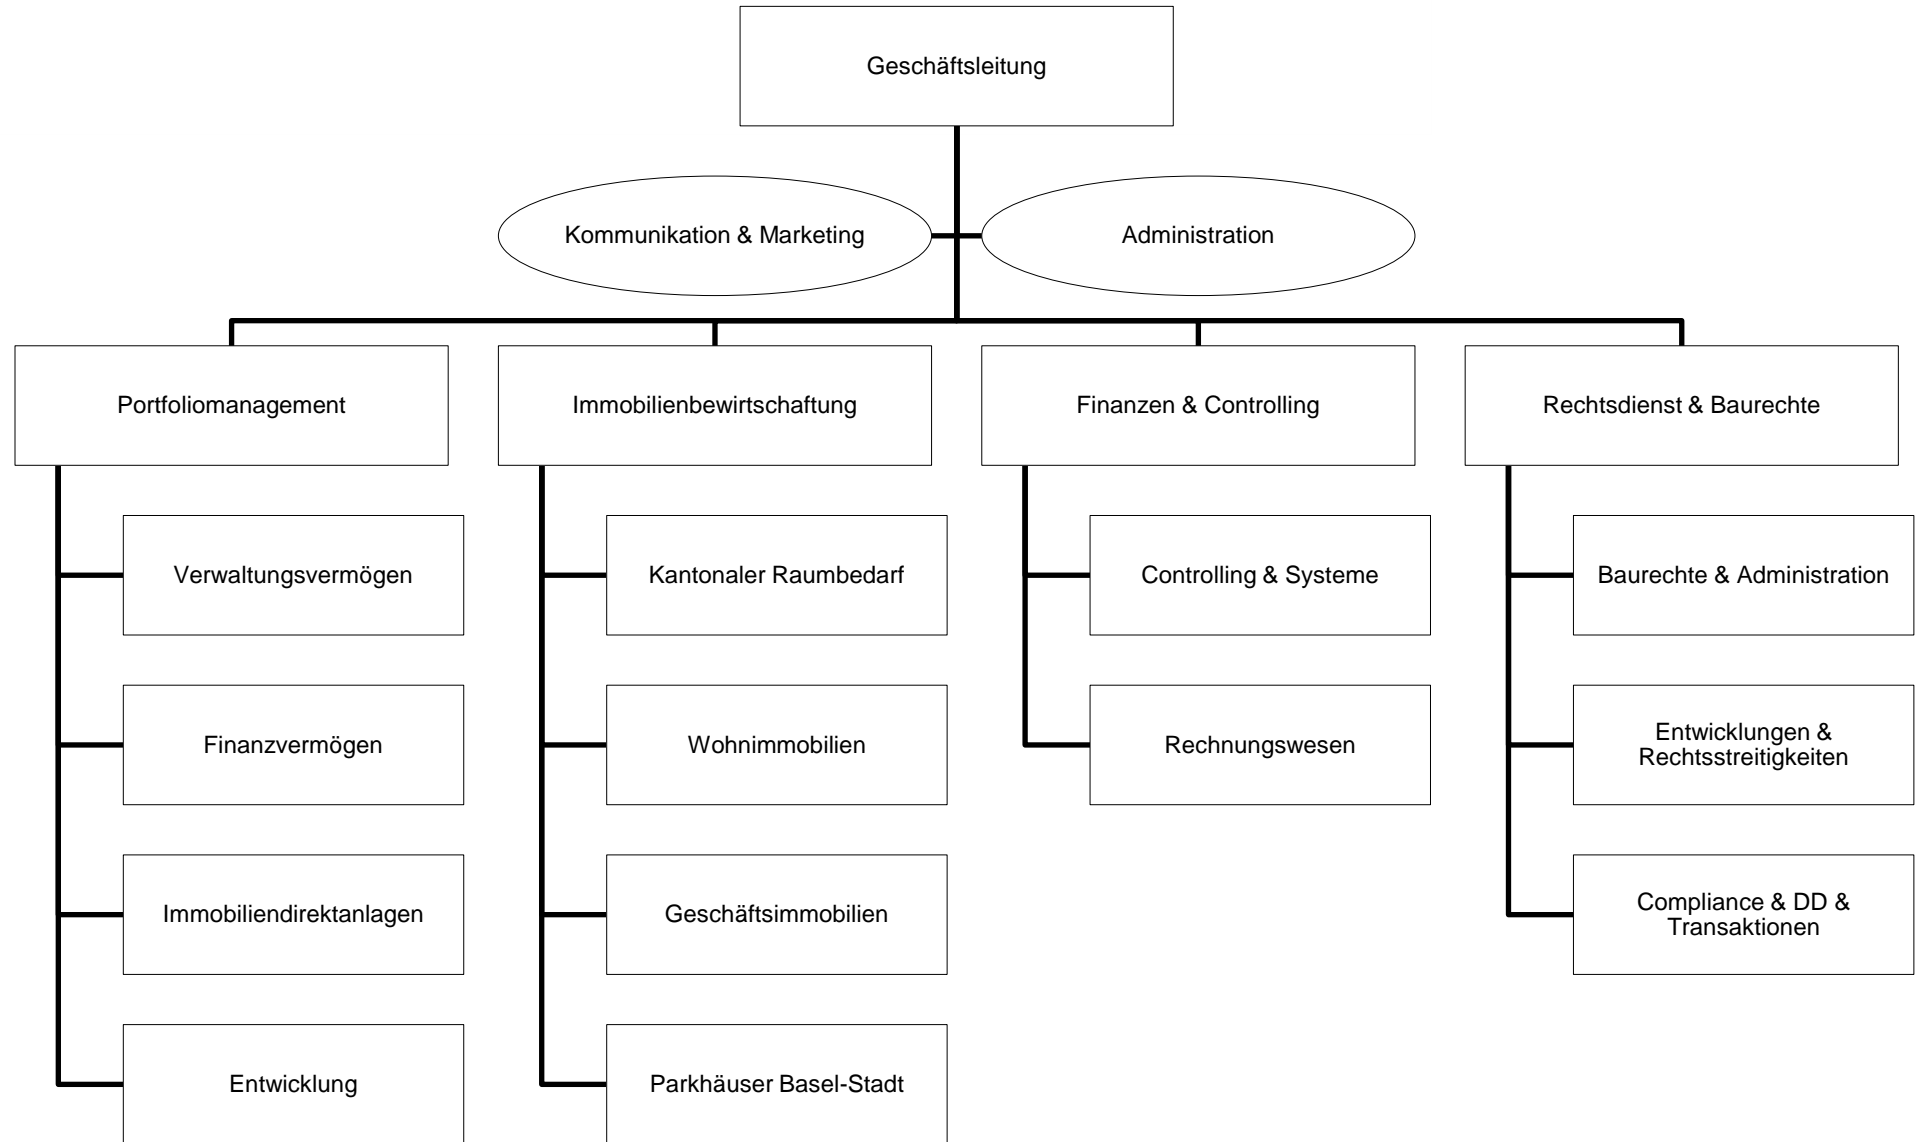 Geschäftsleitung
Kommunikation & Marketing
Administration
Portfoliomanagement
Immobilienbewirtschaftung
Finanzen & Controlling
Rechtsdienst & Baurechte
Verwaltungsvermögen
Kantonaler Raumbedarf
Controlling & Systeme
Baurechte & Administration
Finanzvermögen
Wohnimmobilien
Rechnungswesen
Entwicklungen &
Rechtsstreitigkeiten
Immobiliendirektanlagen
Geschäftsimmobilien
Compliance & DD &
Transaktionen
Entwicklung
Parkhäuser Basel-Stadt